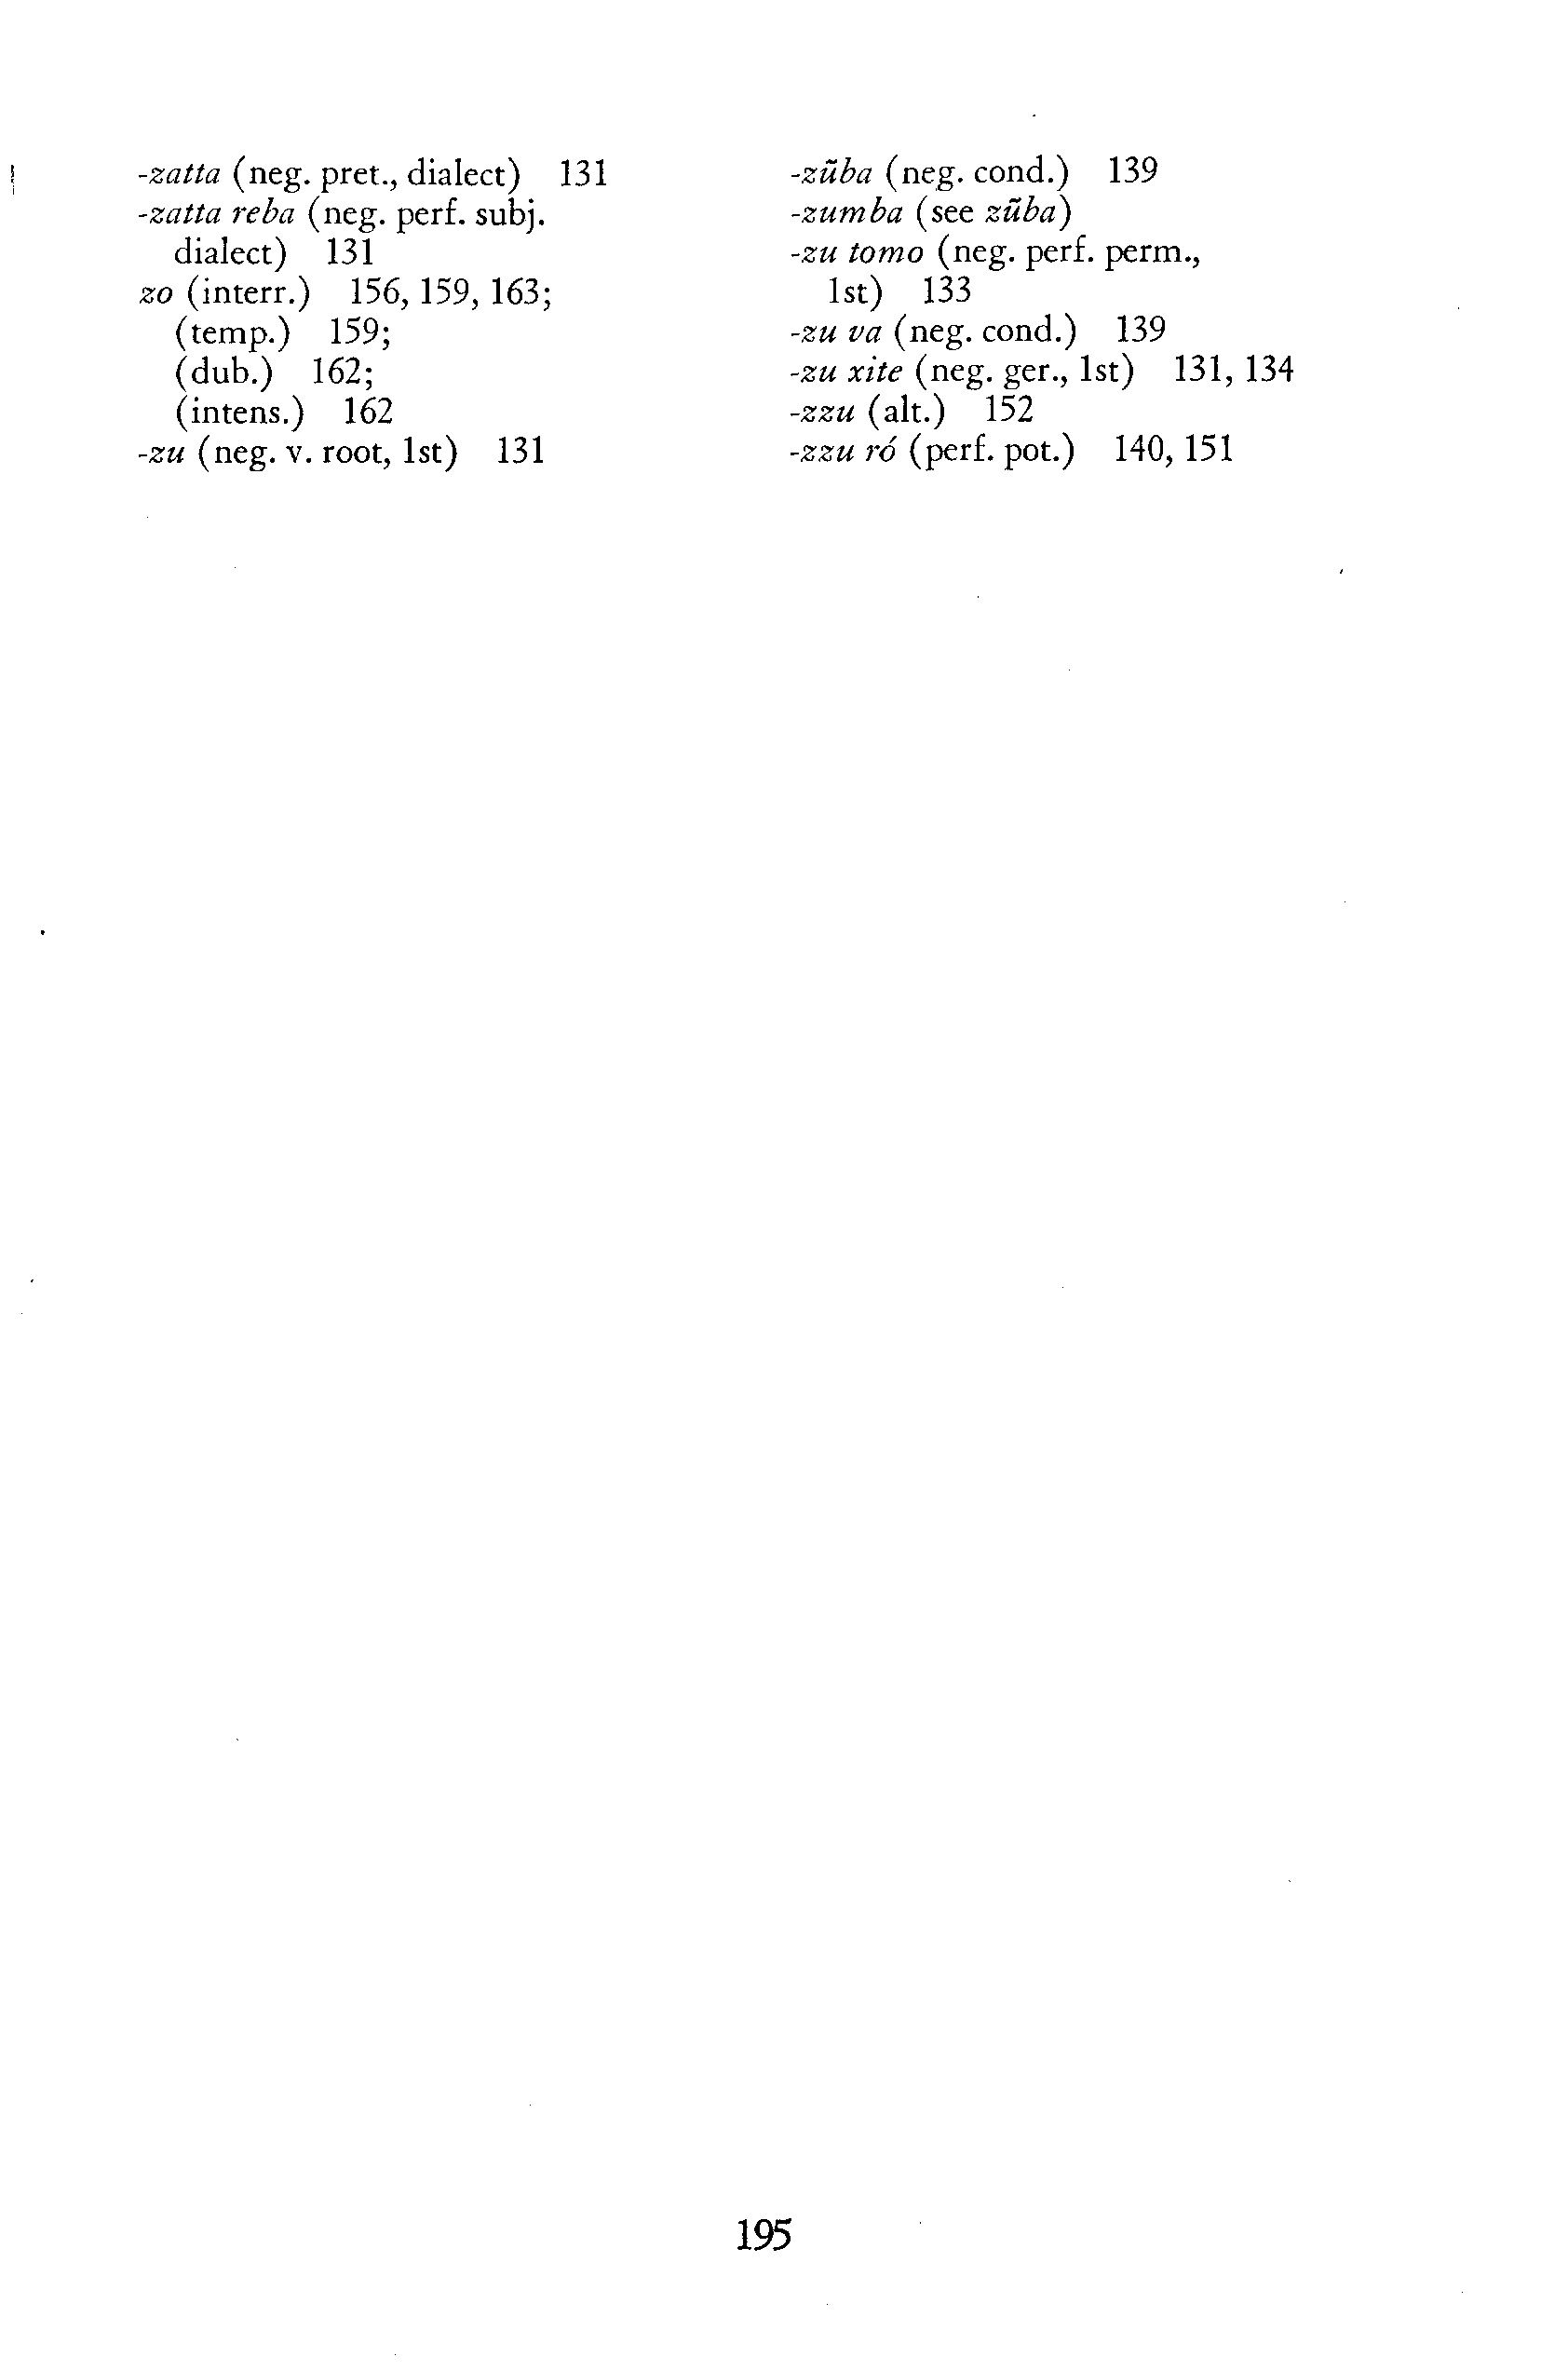 -zatta (neg. pret., dialect) 131
-zatta reba (neg. perf. subj.
dialect) 131
zo (interr.) 156, 159, 163;
(temp.) 159;
(dub.) 162;
(intens.) 162
-zu (neg. v. root, 1st) 131
-zũba (neg. cond.) 139
-zumba (see zũba)
-zu tomo (neg. perf. perm.,
1st) 133
-zu va (neg. cond.) 139
-zu xite (neg. ger., 1st) 131, 134
-zzu (alt.) 152
-zzu ró (perf. pot.) 140, 151
195